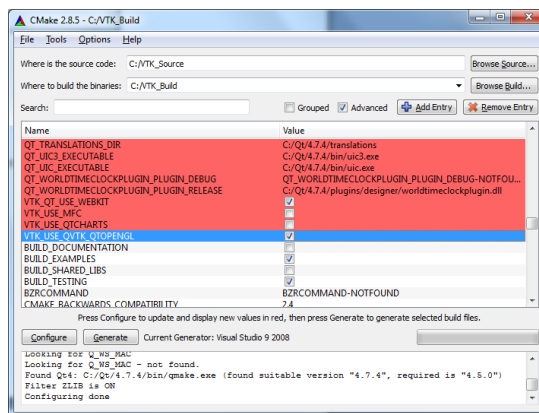 CMake 2.8.5 - C:/VTK_Build
File Tools Options Help
Where is the source code: C:/VTK_Source Browse Source...
Where to build the binaries: C:/VTK_Build Browse Build...
Search: Grouped Advanced Add Entry Remove Entry
Name Value
QT_TRANSLATIONS_DIR C:/Qt/4.7.4/translations
QT_UIC3_EXECUTABLE C:/Qt/4.7.4/bin/uic3.exe
QT_UIC_EXECUTABLE C:/Qt/4.7.4/bin/uic.exe
QT_WORLDTIMECLOCKPLUGIN_PLUGIN_DEBUG QT_WORLDTIMECLOCKPLUGIN_PLUGIN_DEBUG-NOTFOU...
QT_WORLDTIMECLOCKPLUGIN_PLUGIN_RELEASE C:/Qt/4.7.4/plugins/designer/worldtimeclockplugin.dll
VTK_QT_USE_WEBKIT
VTK_USE_MFC
VTK_USE_QTCHARTS
VTK_USE_QVTK_QTOPENGL
BUILD_DOCUMENTATION
BUILD_EXAMPLES
BUILD_SHARED_LIBS
BUILD_TESTING
BZRCOMMAND BZRCOMMAND-NOTFOUND
CMAKE_BACKWARDS_COMPATIBILITY 2.4
Press Configure to update and display new values in red, then press Generate to generate selected build files.
Configure Generate Current Generator: Visual Studio 9 2008
Looking for Q_WS_MAC
Looking for Q_WS_MAC - not found.
Found Qt4: C:/Qt/4.7.4/bin/qmake.exe (found suitable version "4.7.4", required is "4.5.0")
Filter ZLIB is ON
Configuring done